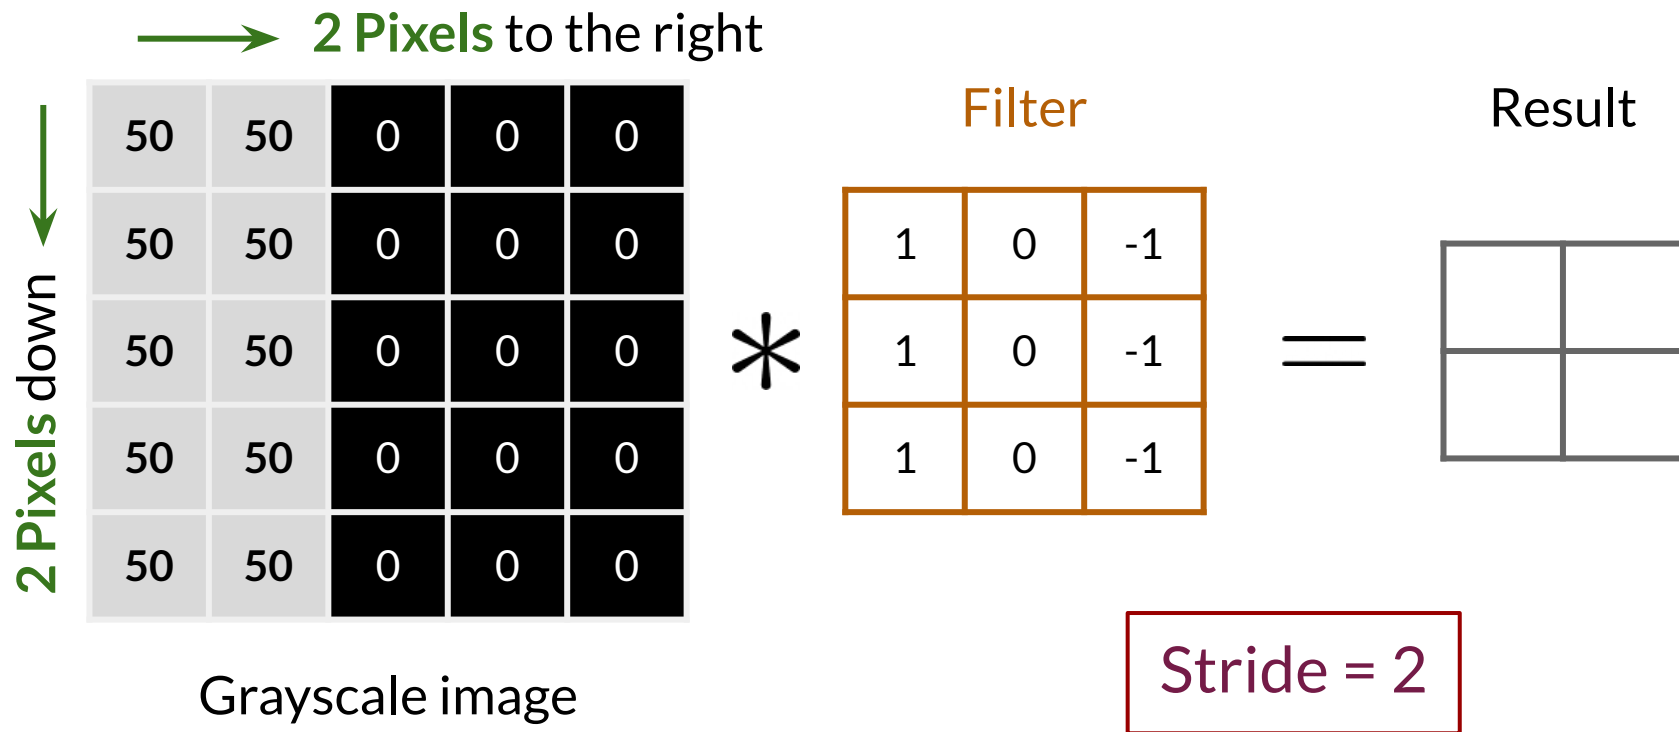 2 Pixels to the right
2 Pixels down
50 50 0 0 0
50 50 0 0 0
50 50 0 0 0
50 50 0 0 0
50 50 0 0 0
Grayscale image
*
Filter
1 0 -1
1 0 -1
1 0 -1
=
Result
Stride = 2